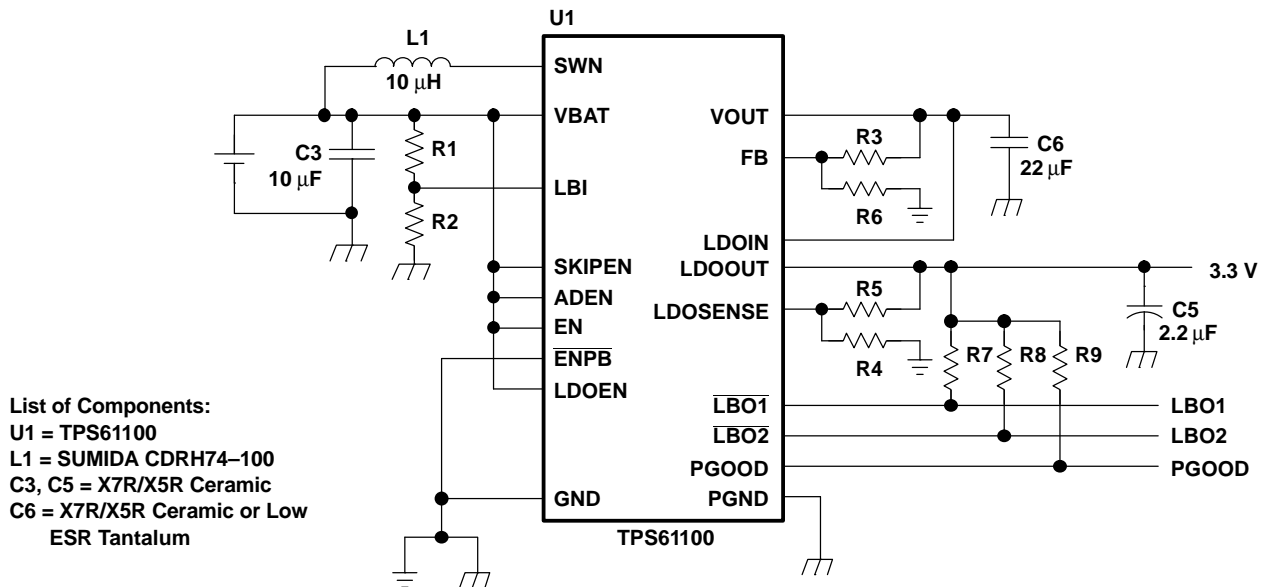 U1
L1
10 μH
SWN
VBAT
C3
10 μF
R1
LBI
R2
SKIPEN
ADEN
EN
ENPB
LDOEN
GND
VOUT
FB
R3
R6
C6
22 μF
LDOIN
LDOOUT
3.3 V
LDOSENSE
R5
R4
C5
2.2 μF
R7
R8
R9
LBO1
LBO1
LBO2
LBO2
PGOOD
PGOOD
PGND
TPS61100
List of Components:
U1 = TPS61100
L1 = SUMIDA CDRH74–100
C3, C5 = X7R/X5R Ceramic
C6 = X7R/X5R Ceramic or Low
ESR Tantalum